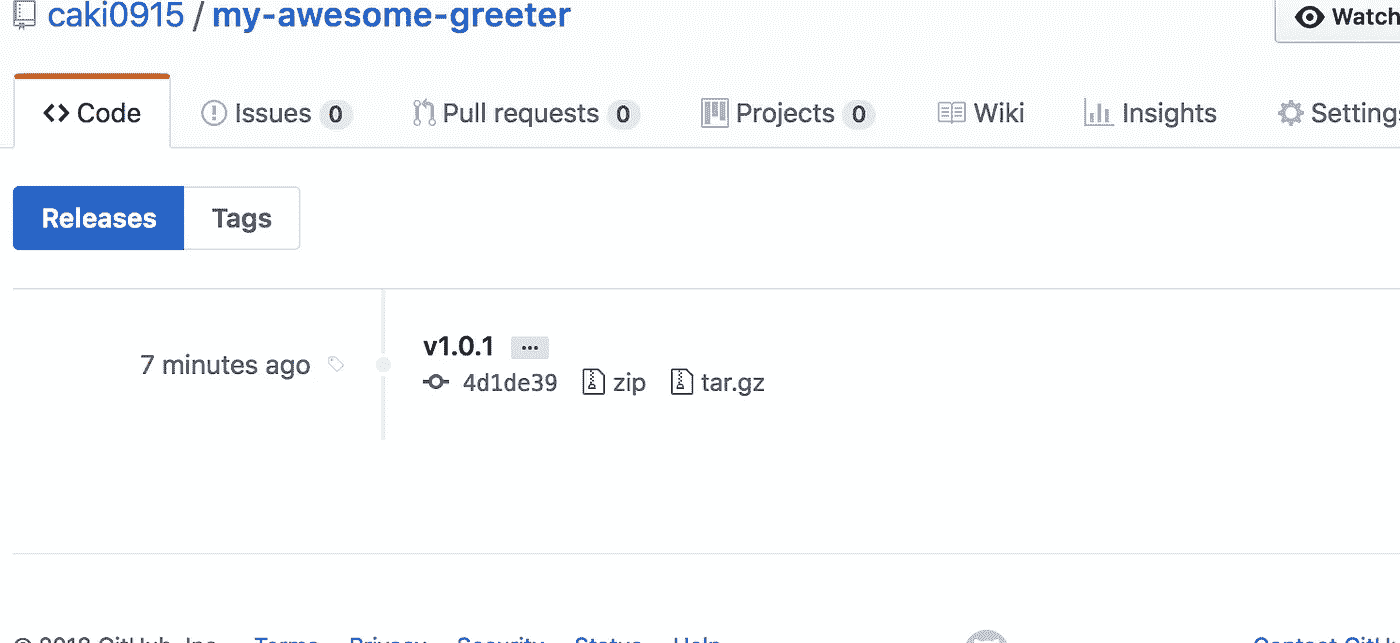 caki0915 / my-awesome-greeter
Watch
Code Issues 0 Pull requests 0 Projects 0 Wiki Insights Settings
Releases Tags
v1.0.1 ...
7 minutes ago
4d1de39 zip tar.gz
© 2018 GitHub, Inc. Terms Privacy Security Status Help Contact GitHu